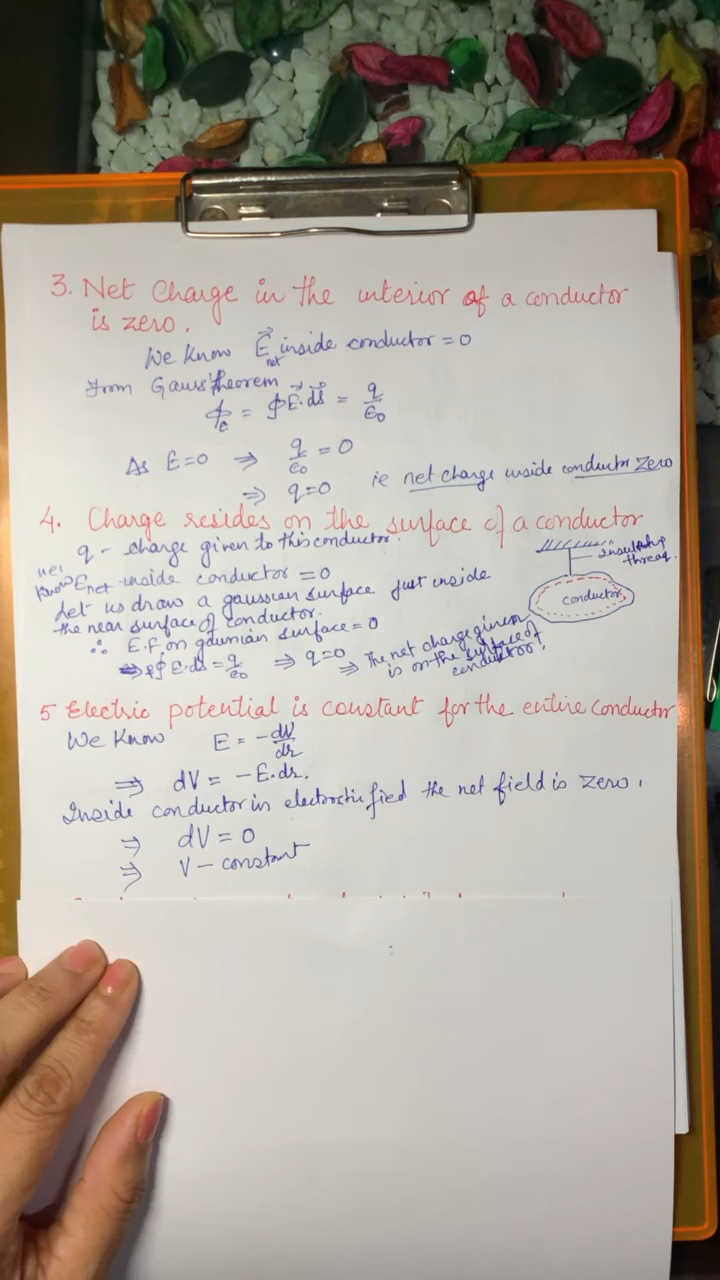 3. Net Charge in the interior of a conductor
is zero.
We Know E⃗net inside conductor = 0
From Gauss Theorem
ϕe = ∮E⃗.ds⃗ = q/ε0
As E=0 ⇒ q/ε0 = 0
⇒ q=0 ie net charge inside conductor zero
4. Charge resides on the surface of a conductor
q - charge given to this conductor.
we know Enet inside conductor = 0
Let us draw a gaussian surface just inside
the near surface of conductor.
∴ E.F on gaussian surface = 0
⇒ ∮E.ds = q/ε0 ⇒ q=0 ⇒ The net charge given
is on the surface of
conductor.
insulating
thread.
conductor
5 Electric potential is constant for the entire conductor
We Know E = -dV/dr
⇒ dV = -E.dr.
Inside conductor in electrostic field the net field is zero.
⇒ dV = 0
⇒ V - constant